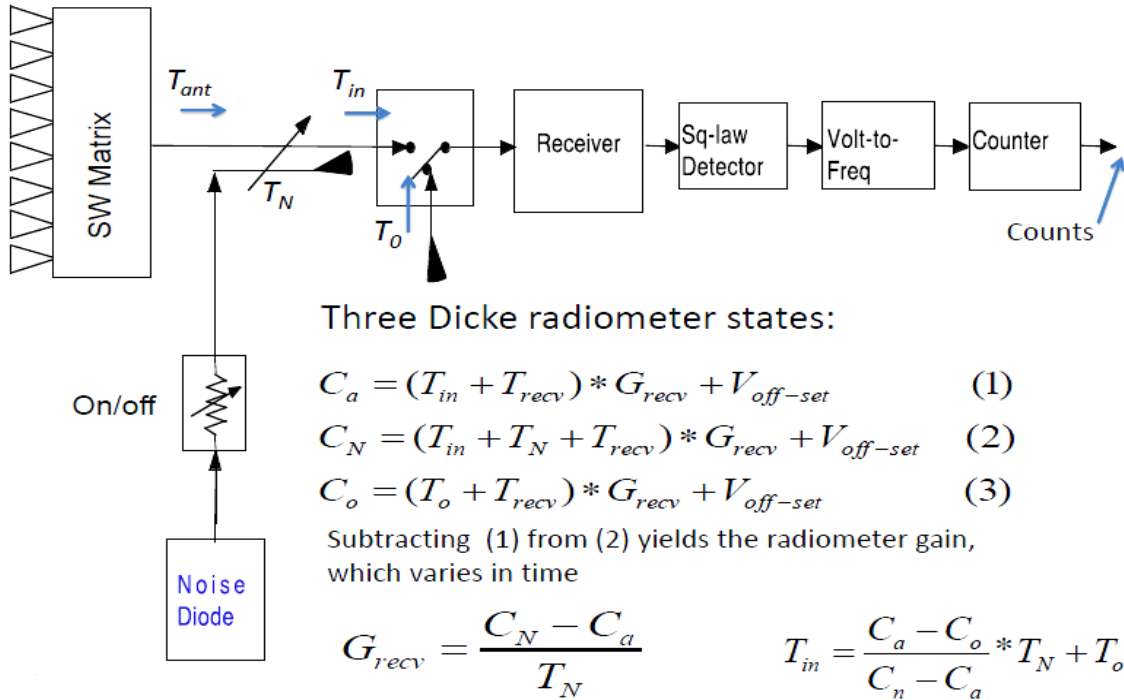 SW Matrix
T_ant
T_in
T_N
T_0
Receiver
Sq-law
Detector
Volt-to-
Freq
Counter
Counts
On/off
Noise
Diode
Three Dicke radiometer states:
C_a = (T_in + T_recv) * G_recv + V_off-set (1)
C_N = (T_in + T_N + T_recv) * G_recv + V_off-set (2)
C_o = (T_o + T_recv) * G_recv + V_off-set (3)
Subtracting (1) from (2) yields the radiometer gain,
which varies in time
G_recv = (C_N − C_a) / T_N
T_in = (C_a − C_o) / (C_n − C_a) * T_N + T_o